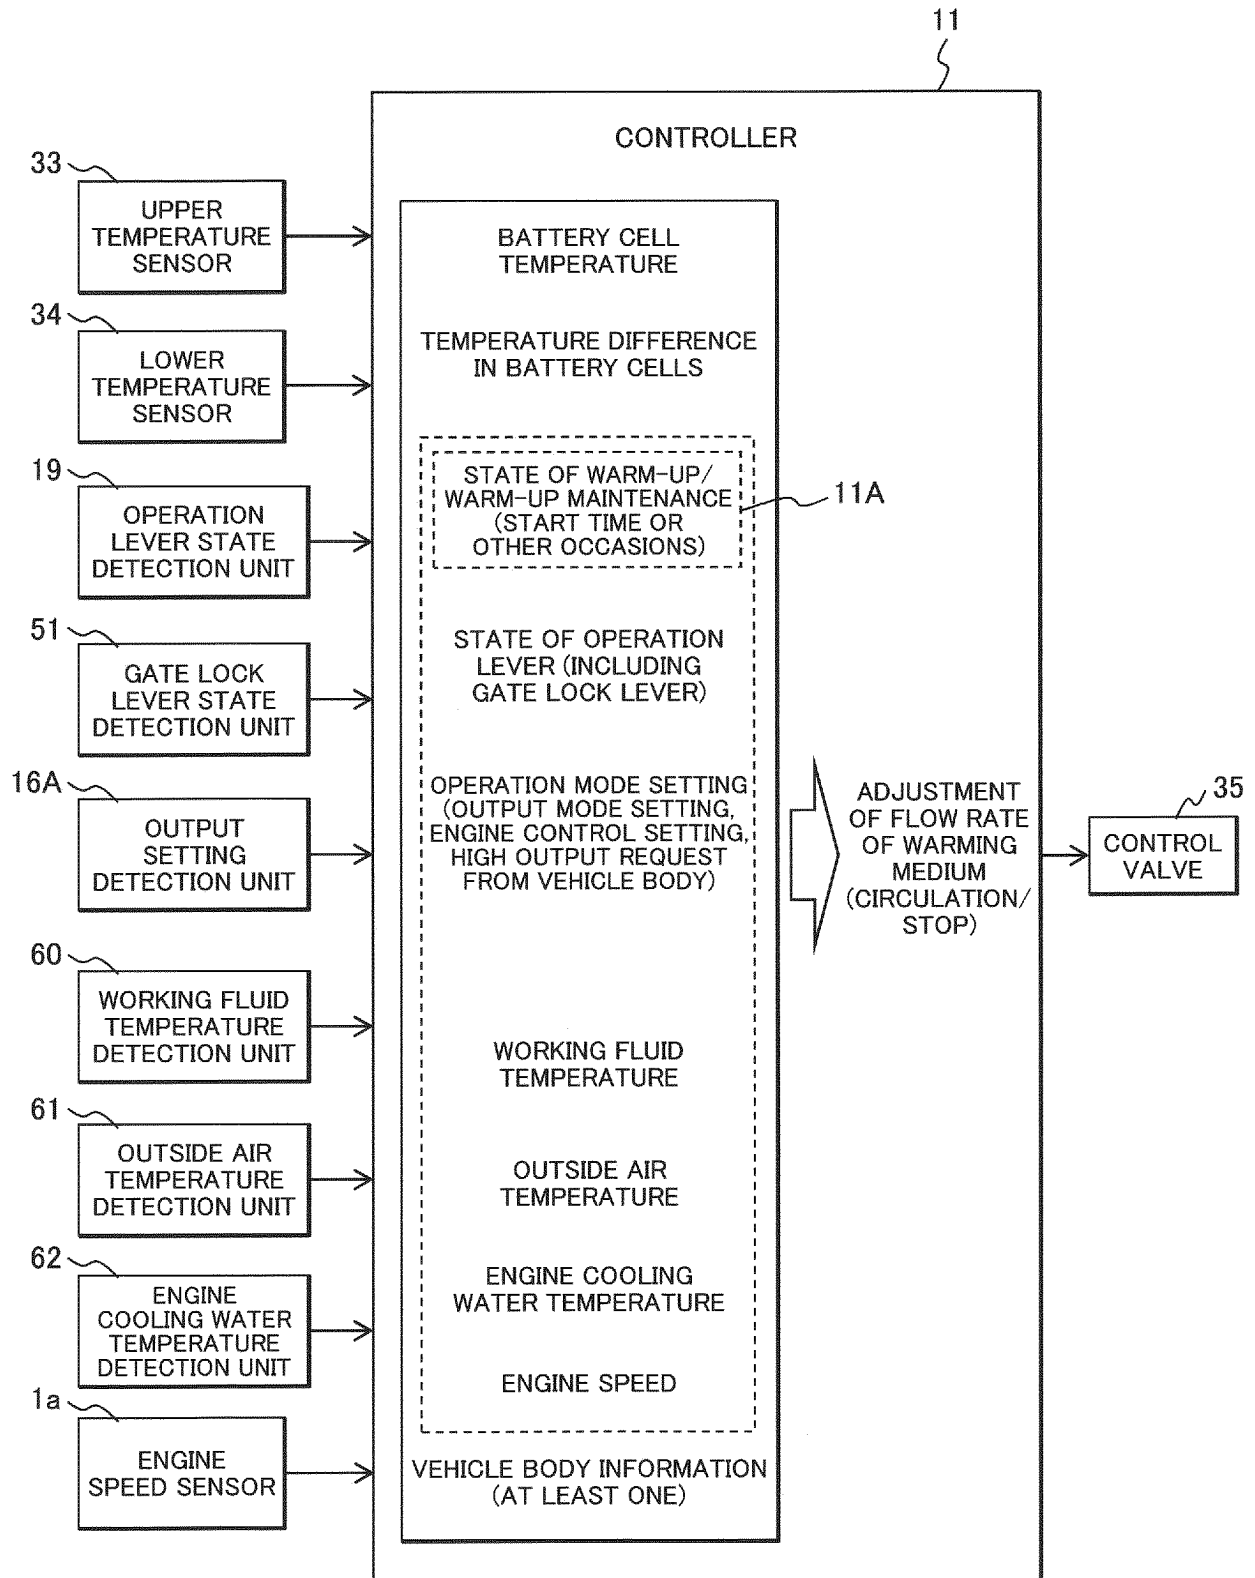 11
CONTROLLER
33
UPPER
TEMPERATURE
SENSOR
34
LOWER
TEMPERATURE
SENSOR
19
OPERATION
LEVER STATE
DETECTION UNIT
51
GATE LOCK
LEVER STATE
DETECTION UNIT
16A
OUTPUT
SETTING
DETECTION UNIT
60
WORKING FLUID
TEMPERATURE
DETECTION UNIT
61
OUTSIDE AIR
TEMPERATURE
DETECTION UNIT
62
ENGINE
COOLING WATER
TEMPERATURE
DETECTION UNIT
1a
ENGINE
SPEED SENSOR
BATTERY CELL
TEMPERATURE
TEMPERATURE DIFFERENCE
IN BATTERY CELLS
STATE OF WARM-UP/
WARM-UP MAINTENANCE
(START TIME OR
OTHER OCCASIONS)
11A
STATE OF OPERATION
LEVER (INCLUDING
GATE LOCK LEVER)
OPERATION MODE SETTING
(OUTPUT MODE SETTING,
ENGINE CONTROL SETTING,
HIGH OUTPUT REQUEST
FROM VEHICLE BODY)
WORKING FLUID
TEMPERATURE
OUTSIDE AIR
TEMPERATURE
ENGINE COOLING
WATER TEMPERATURE
ENGINE SPEED
VEHICLE BODY INFORMATION
(AT LEAST ONE)
ADJUSTMENT
OF FLOW RATE
OF WARMING
MEDIUM
(CIRCULATION/
STOP)
35
CONTROL
VALVE